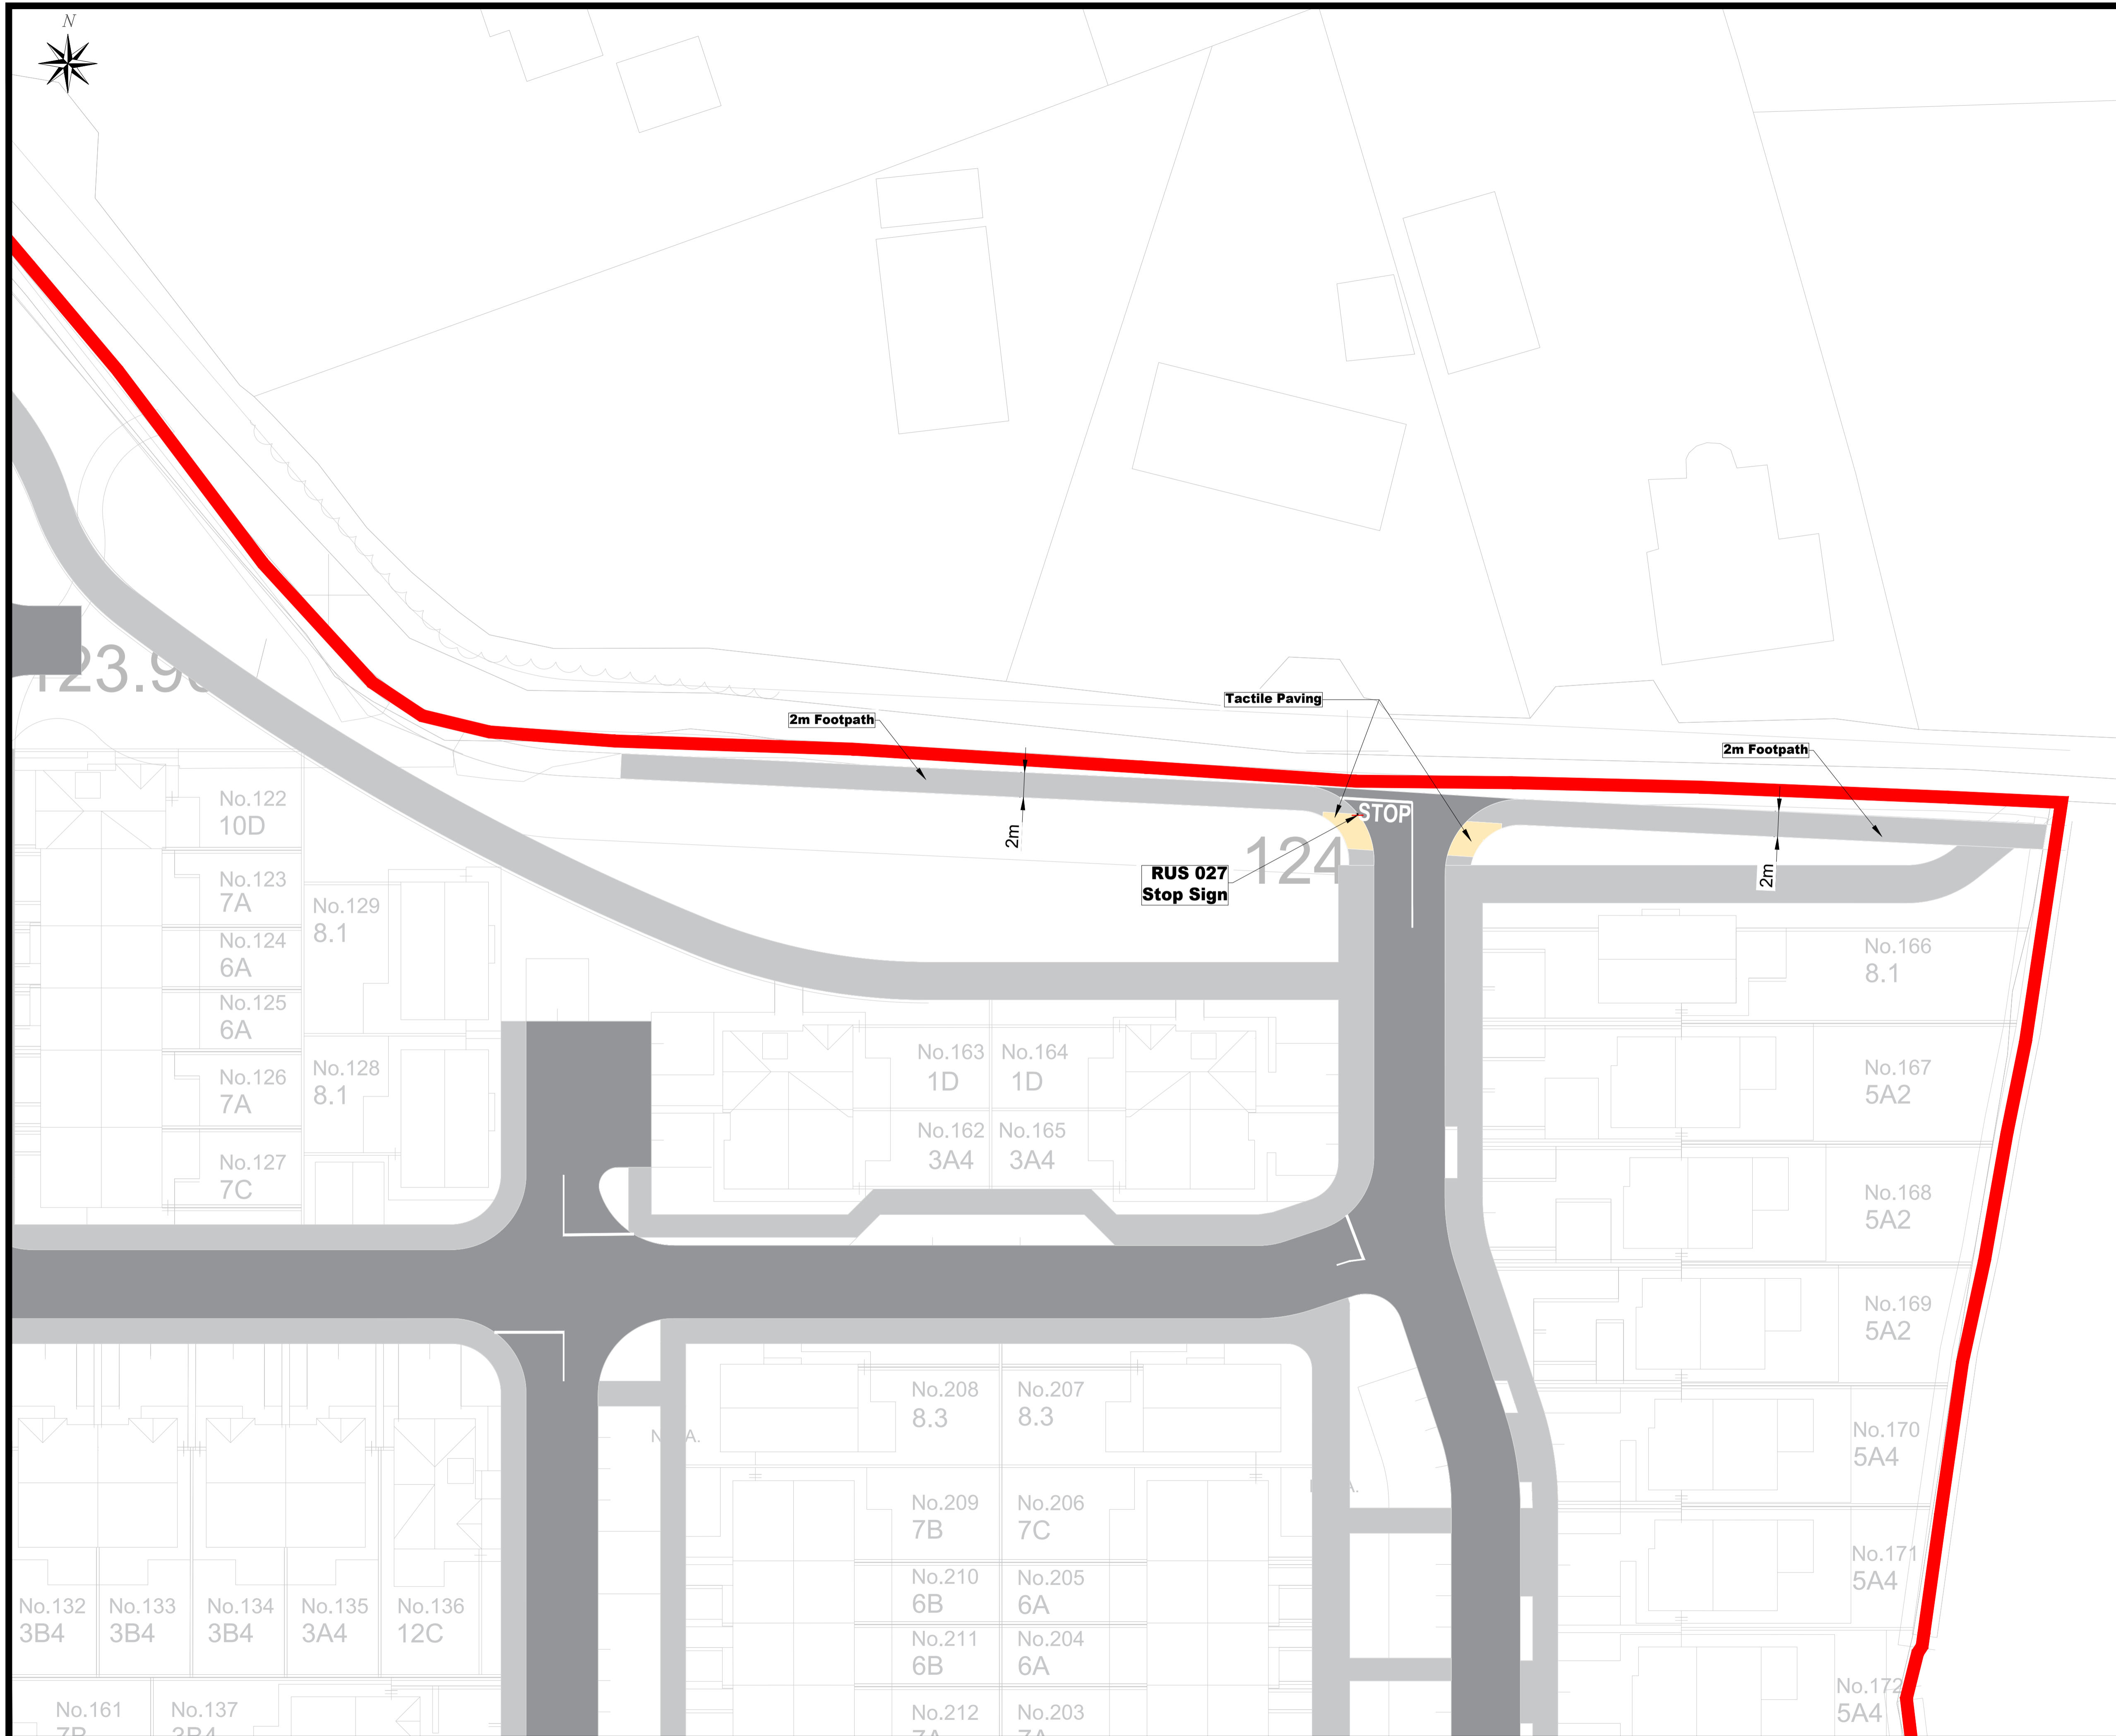 N
Tactile Paving
2m Footpath
2m Footpath
STOP
2m
2m
RUS 027
Stop Sign
124
No.122
10D
No.123
7A
No.124
6A
No.125
6A
No.126
7A
No.127
7C
No.129
8.1
No.128
8.1
No.163
1D
No.164
1D
No.162
3A4
No.165
3A4
No.166
8.1
No.167
5A2
No.168
5A2
No.169
5A2
No.170
5A4
No.171
5A4
No.172
5A4
No.208
8.3
No.207
8.3
No.209
7B
No.206
7C
No.210
6B
No.205
6A
No.211
6B
No.204
6A
No.212
No.203
No.132
3B4
No.133
3B4
No.134
3B4
No.135
3A4
No.136
12C
No.161
No.137